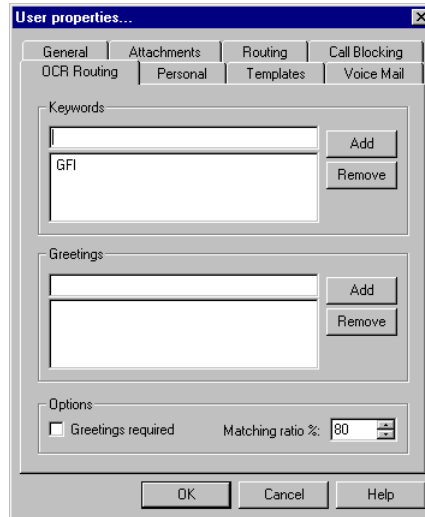 User properties...
General Attachments Routing Call Blocking
OCR Routing Personal Templates Voice Mail
Keywords
Add
GFI
Remove
Greetings
Add
Remove
Options
Greetings required Matching ratio %: 80
OK Cancel Help